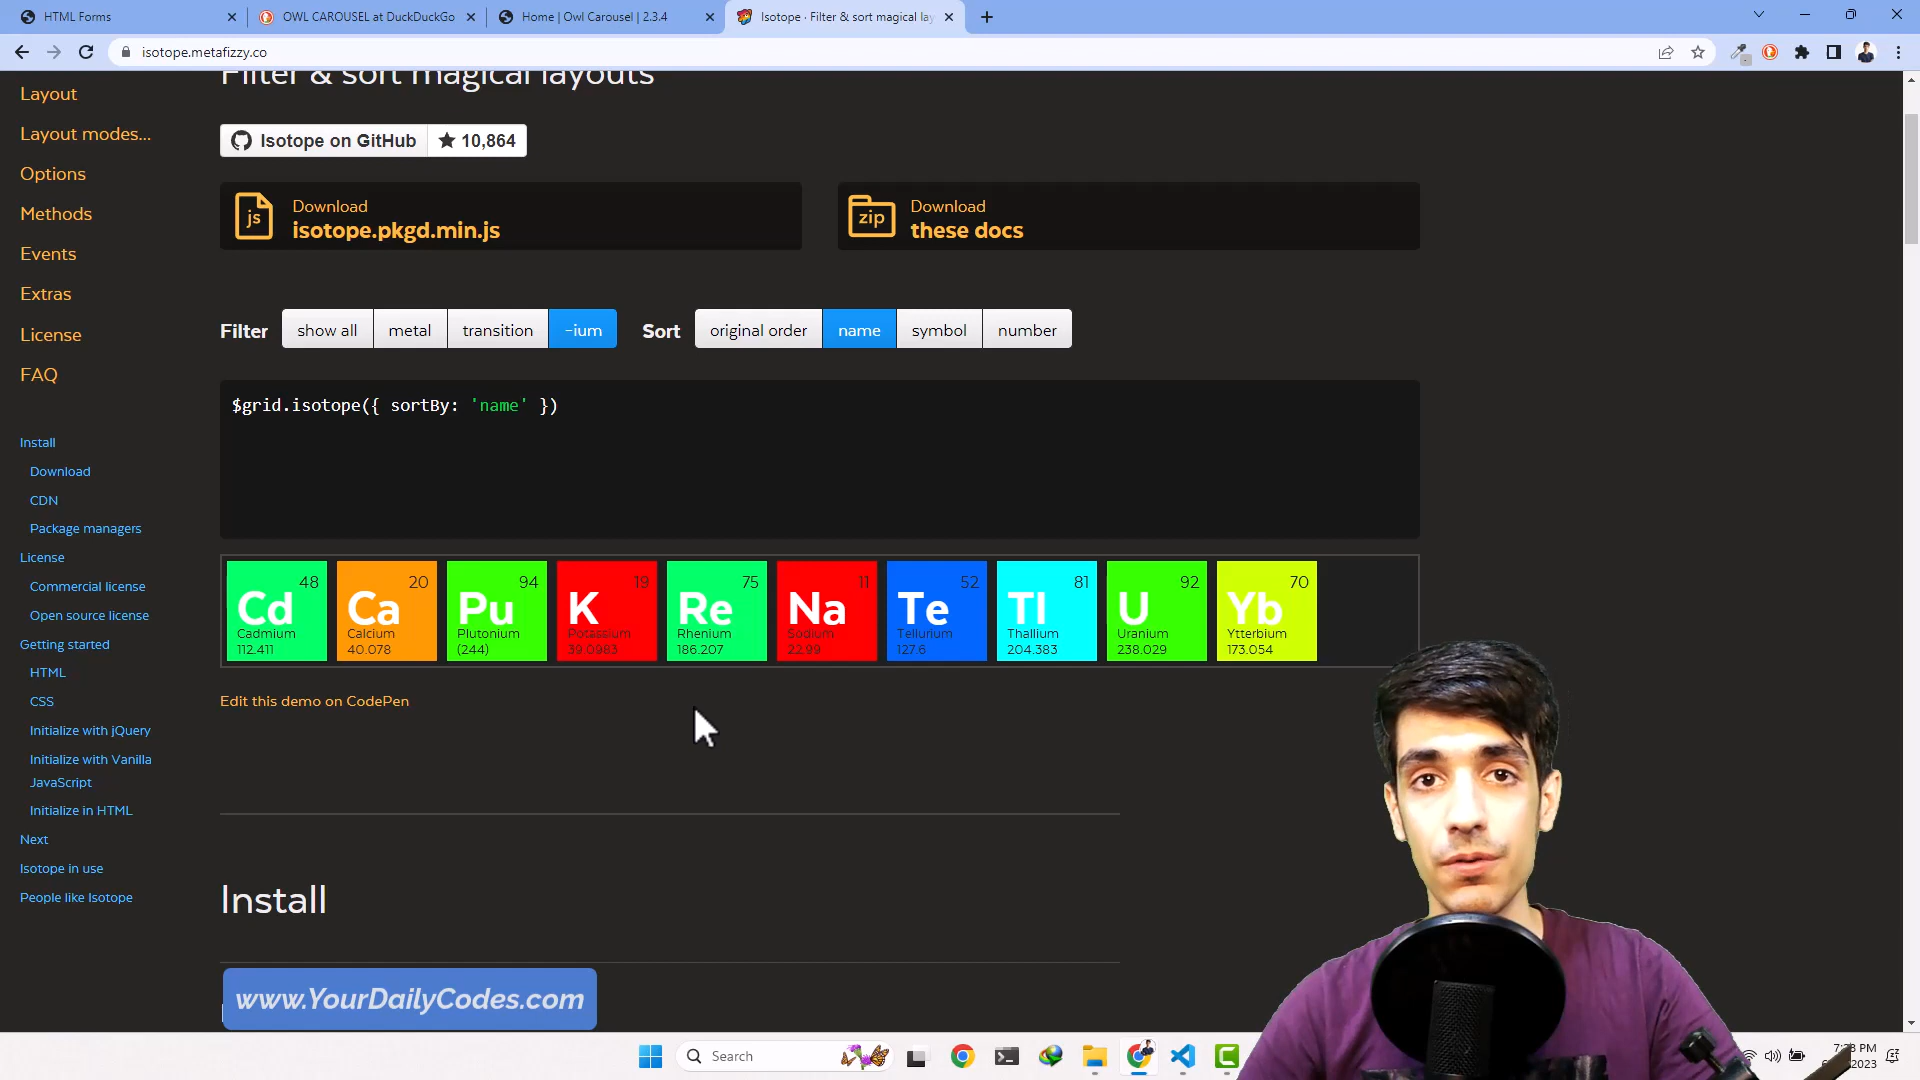 HTML Forms
OWL CAROUSEL at DuckDuckGo
Home | Owl Carousel | 2.3.4
Isotope · Filter & sort magical lay
isotope.metafizzy.co
Filter & sort magical layouts
Layout
Layout modes...
Options
Methods
Events
Extras
License
FAQ
Install
Download
CDN
Package managers
License
Commercial license
Open source license
Getting started
HTML
CSS
Initialize with jQuery
Initialize with Vanilla
JavaScript
Initialize in HTML
Next
Isotope in use
People like Isotope
Isotope on GitHub ★ 10,864
js
Download
isotope.pkgd.min.js
zip
Download
these docs
Filter show all metal transition -ium Sort original order name symbol number
$grid.isotope({ sortBy: 'name' })
48
Cd
Cadmium
112.411
20
Ca
Calcium
40.078
94
Pu
Plutonium
(244)
19
K
Potassium
39.0983
75
Re
Rhenium
186.207
11
Na
Sodium
22.99
52
Te
Tellurium
127.6
81
Tl
Thallium
204.383
92
U
Uranium
238.029
70
Yb
Ytterbium
173.054
Edit this demo on CodePen
Install
www.YourDailyCodes.com
Search
PM
2023